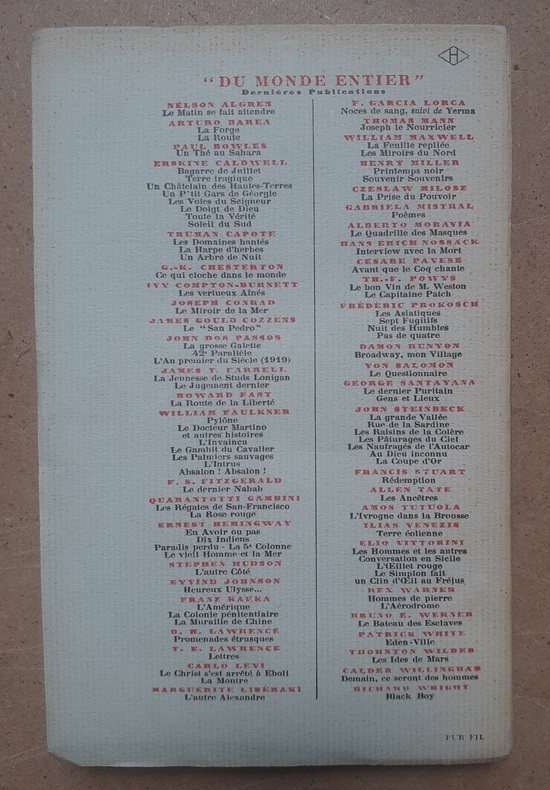 H
“DU MONDE ENTIER”
Dernières Publications
NELSON ALGREN
Le Matin se fait attendre
ARTURO BAREA
La Forge
La Route
PAUL BOWLES
Un Thé au Sahara
ERSKINE CALDWELL
Bagarre de Juillet
Terre tragique
Un Châtelain des Hautes-Terres
Un P'tit Gars de Géorgie
Les Voies du Seigneur
Le Doigt de Dieu
Toute la Vérité
Soleil du Sud
TRUMAN CAPOTE
Les Domaines hantés
La Harpe d'herbes
Un Arbre de Nuit
G.-K. CHESTERTON
Ce qui cloche dans le monde
IVY COMPTON-BURNETT
Les vertueux Aînés
JOSEPH CONRAD
Le Miroir de la Mer
JAMES GOULD COZZENS
Le "San Pedro"
JOHN DOS PASSOS
La grosse Galette
42e Parallèle
L'An premier du Siècle (1919)
JAMES T. FARRELL
La Jeunesse de Studs Lonigan
Le Jugement dernier
HOWARD FAST
La Route de la Liberté
WILLIAM FAULKNER
Pylône
Le Docteur Martino
et autres histoires
L'Invaincu
Le Gambit du Cavalier
Les Palmiers sauvages
L'Intrus
Absalon ! Absalon !
F. S. FITZGERALD
Le dernier Nabab
QUARANTOTTI GAMBINI
Les Régates de San-Francisco
La Rose rouge
ERNEST HEMINGWAY
En Avoir ou pas
Dix Indiens
Paradis perdu - La 5e Colonne
Le vieil Homme et la Mer
STEPHEN HUDSON
L'autre Côté
EYVIND JOHNSON
Heureux Ulysse...
FRANZ KAFKA
L'Amérique
La Colonie pénitentiaire
La Muraille de Chine
D. H. LAWRENCE
Promenades étrusques
T. E. LAWRENCE
Lettres
CARLO LEVI
Le Christ s'est arrêté à Eboli
La Montre
MARGUERITE LIBERAKI
L'autre Alexandre
F. GARCIA LORCA
Noces de sang, suivi de Yerma
THOMAS MANN
Joseph le Nourricier
WILLIAM MAXWELL
La Feuille repliée
Les Miroirs du Nord
HENRY MILLER
Printemps noir
Souvenir Souvenirs
CZESLAW MILOSZ
La Prise du Pouvoir
GABRIELA MISTRAL
Poèmes
ALBERTO MORAVIA
Le Quadrille des Masques
HANS ERICH NOSSACK
Interview avec la Mort
CESARE PAVESE
Avant que le Coq chante
TH.-F. POWYS
Le bon Vin de M. Weston
Le Capitaine Patch
FRÉDÉRIC PROKOSCH
Les Asiatiques
Sept Fugitifs
Nuit des Humbles
Pas de quatre
DAMON RUNYON
Broadway, mon Village
VON SALOMON
Le Questionnaire
GEORGE SANTAYANA
Le dernier Puritain
Gens et Lieux
JOHN STEINBECK
La grande Vallée
Rue de la Sardine
Les Raisins de la Colère
Les Pâturages du Ciel
Les Naufragés de l'Autocar
Au Dieu inconnu
La Coupe d'Or
FRANCIS STUART
Rédemption
ALLEN TATE
Les Ancêtres
AMOS TUTUOLA
L'Ivrogne dans la Brousse
ILIAS VENEZIS
Terre éolienne
ELIO VITTORINI
Les Hommes et les autres
Conversation en Sicile
L'Œillet rouge
Le Simplon fait
un Clin d'Œil au Fréjus
REX WARNER
Hommes de pierre
L'Aérodrome
BRUNO E. WERNER
Le Bateau des Esclaves
PATRICK WHITE
Eden-Ville
THORNTON WILDER
Les Ides de Mars
CALDER WILLINGHAM
Demain, ce seront des hommes
RICHARD WRIGHT
Black Boy
PUR FIL